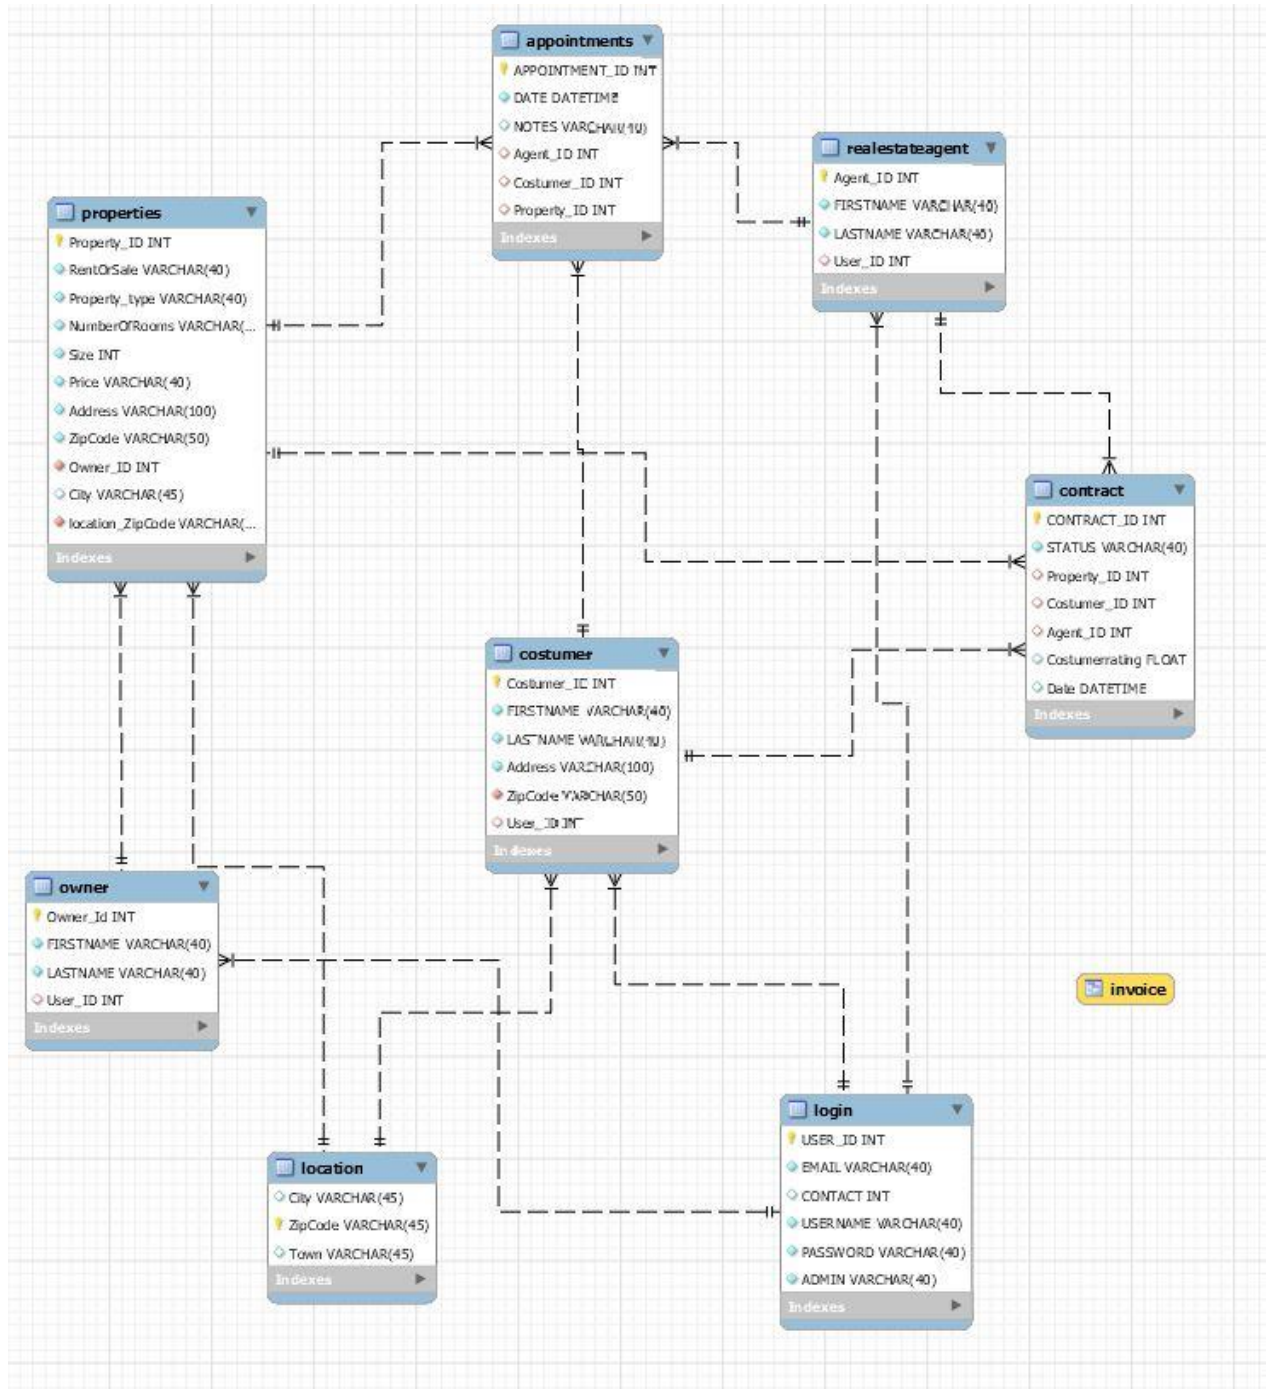 appointments
APPOINTMENT_ID INT
DATE DATETIME
NOTES VARCHAR(40)
Agent_ID INT
Costumer_ID INT
Property_ID INT
Indexes
realestateagent
Agent_ID INT
FIRSTNAME VARCHAR(40)
LASTNAME VARCHAR(40)
User_ID INT
Indexes
properties
Property_ID INT
RentOrSale VARCHAR(40)
Property_type VARCHAR(40)
NumberOfRooms VARCHAR(...
Size INT
Price VARCHAR(40)
Address VARCHAR(100)
ZipCode VARCHAR(50)
Owner_ID INT
City VARCHAR(45)
location_ZipCode VARCHAR(...
Indexes
contract
CONTRACT_ID INT
STATUS VARCHAR(40)
Property_ID INT
Costumer_ID INT
Agent_ID INT
Costumerrating FLOAT
Date DATETIME
Indexes
costumer
Costumer_ID INT
FIRSTNAME VARCHAR(40)
LASTNAME VARCHAR(40)
Address VARCHAR(100)
ZipCode VARCHAR(50)
User_ID INT
Indexes
owner
Owner_Id INT
FIRSTNAME VARCHAR(40)
LASTNAME VARCHAR(40)
User_ID INT
Indexes
invoice
login
USER_ID INT
EMAIL VARCHAR(40)
CONTACT INT
USERNAME VARCHAR(40)
PASSWORD VARCHAR(40)
ADMIN VARCHAR(40)
Indexes
location
City VARCHAR(45)
ZipCode VARCHAR(45)
Town VARCHAR(45)
Indexes